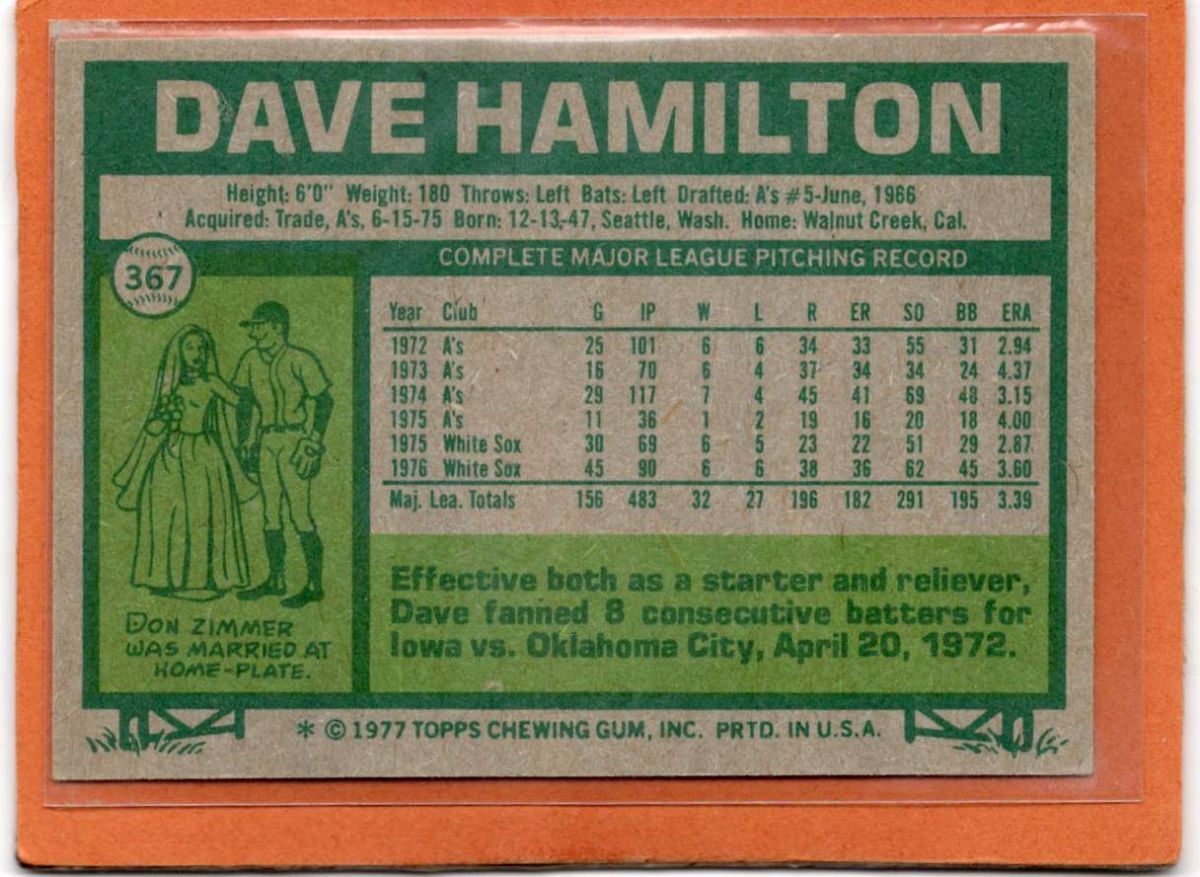 DAVE HAMILTON
Height: 6'0" Weight: 180 Throws: Left Bats: Left Drafted: A's #5-June, 1966
Acquired: Trade, A's, 6-15-75 Born: 12-13-47, Seattle, Wash. Home: Walnut Creek, Cal.
367
COMPLETE MAJOR LEAGUE PITCHING RECORD
Year Club G IP W L R ER SO BB ERA
1972 A's 25 101 6 6 34 33 55 31 2.94
1973 A's 16 70 6 4 37 34 34 24 4.37
1974 A's 29 117 7 4 45 41 69 48 3.15
1975 A's 11 36 1 2 19 16 20 18 4.00
1975 White Sox 30 69 6 5 23 22 51 29 2.87
1976 White Sox 45 90 6 6 38 36 62 45 3.60
Maj. Lea. Totals 156 483 32 27 196 182 291 195 3.39
DON ZIMMER
WAS MARRIED AT
HOME-PLATE.
Effective both as a starter and reliever,
Dave fanned 8 consecutive batters for
Iowa vs. Oklahoma City, April 20, 1972.
* © 1977 TOPPS CHEWING GUM, INC. PRTD. IN U.S.A.